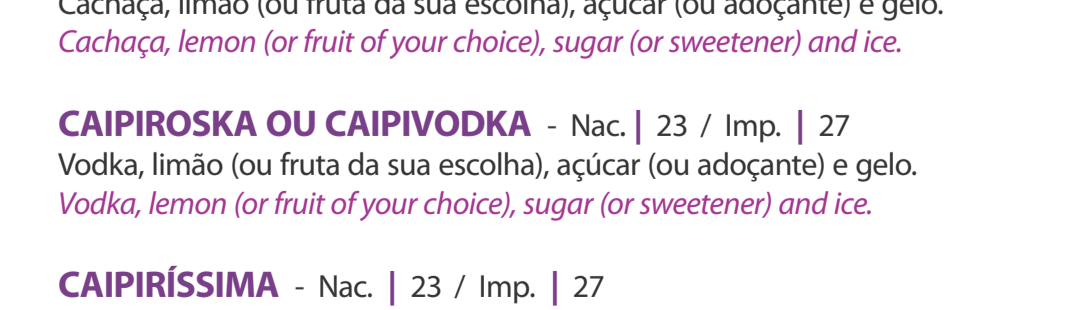 Cachaça, limão (ou fruta da sua escolha), açúcar (ou adoçante) e gelo.
Cachaça, lemon (or fruit of your choice), sugar (or sweetener) and ice.
CAIPIROSKA OU CAIPIVODKA - Nac. | 23 / Imp. | 27
Vodka, limão (ou fruta da sua escolha), açúcar (ou adoçante) e gelo.
Vodka, lemon (or fruit of your choice), sugar (or sweetener) and ice.
CAIPIRÍSSIMA - Nac. | 23 / Imp. | 27